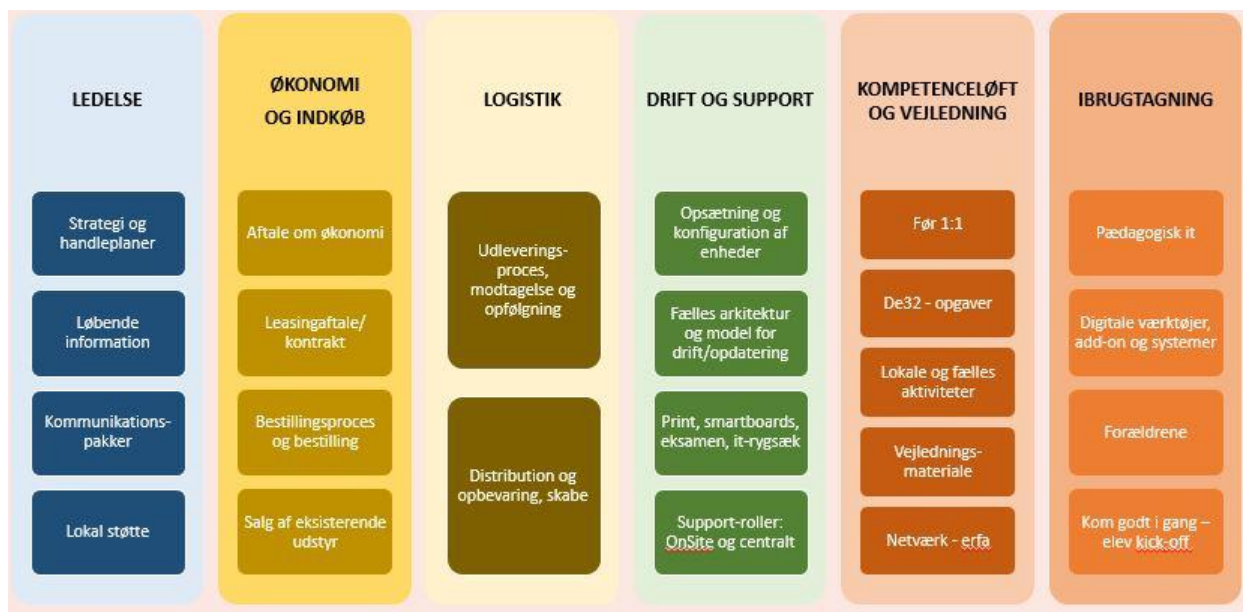 LEDELSE
Strategi og
handleplaner
Løbende
information
Kommunikations-
pakker
Lokal støtte
ØKONOMI
OG INDKØB
Aftale om økonomi
Leasingaftale/
kontrakt
Bestillingsproces
og bestilling
Salg af eksisterende
udstyr
LOGISTIK
Udleverings-
proces,
modtagelse og
opfølgning
Distribution og
opbevaring, skabe
DRIFT OG SUPPORT
Opsætning og
konfiguration af
enheder
Fælles arkitektur
og model for
drift/opdatering
Print, smartboards,
eksamen, it-rygsæk
Support-roller:
OnSite og centralt
KOMPETENCELØFT
OG VEJLEDNING
Før 1:1
De32 - opgaver
Lokale og fælles
aktiviteter
Vejlednings-
materiale
Netværk - erfa
IBRUGTAGNING
Pædagogisk it
Digitale værktøjer,
add-on og systemer
Forældrene
Kom godt i gang –
elev kick-off